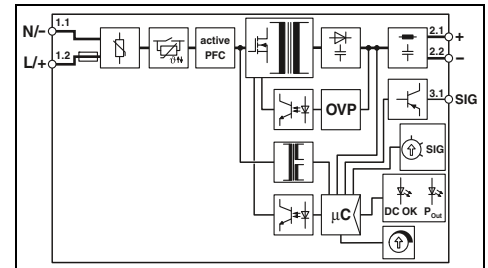 N/− 1.1
L/+ 1.2
active
PFC
2.1 +
2.2 −
3.1 SIG
OVP
SIG
ϑ
µC
DC OK P Out